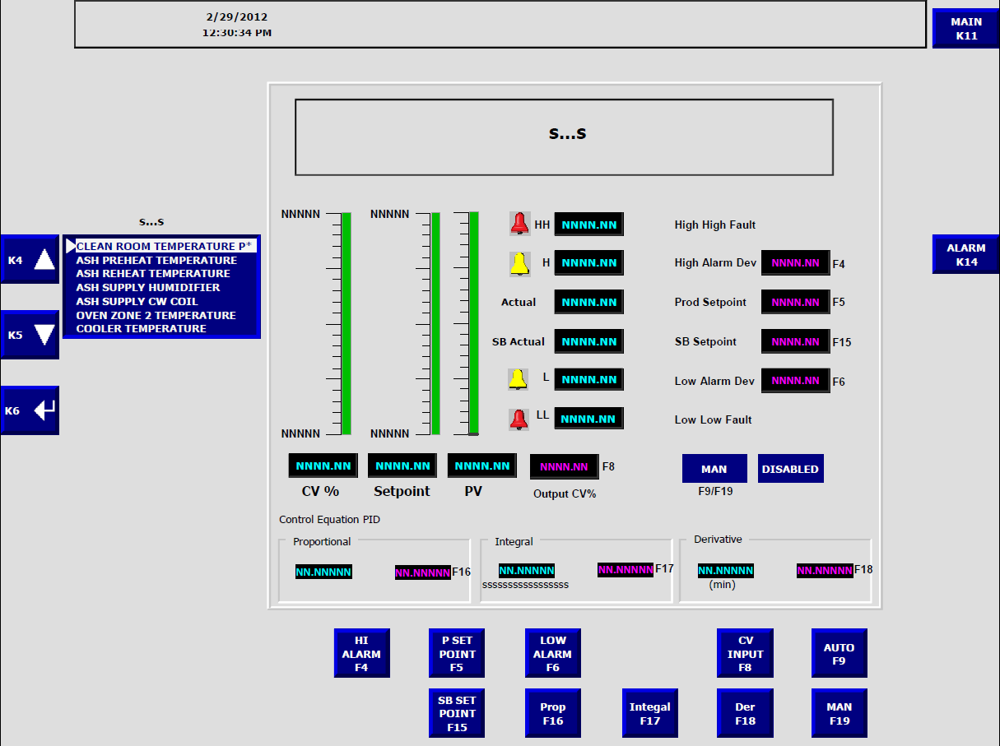 2/29/2012
12:30:34 PM
MAIN
K11
s...s
s...s
K4
K5
K6
CLEAN ROOM TEMPERATURE P*
ASH PREHEAT TEMPERATURE
ASH REHEAT TEMPERATURE
ASH SUPPLY HUMIDIFIER
ASH SUPPLY CW COIL
OVEN ZONE 2 TEMPERATURE
COOLER TEMPERATURE
ALARM
K14
NNNNN
NNNNN
NNNNN
NNNNN
HH NNNN.NN High High Fault
H NNNN.NN High Alarm Dev NNNN.NN F4
Actual NNNN.NN Prod Setpoint NNNN.NN F5
SB Actual NNNN.NN SB Setpoint NNNN.NN F15
L NNNN.NN Low Alarm Dev NNNN.NN F6
LL NNNN.NN Low Low Fault
NNNN.NN NNNN.NN NNNN.NN NNNN.NN F8 MAN DISABLED
CV % Setpoint PV Output CV% F9/F19
Control Equation PID
Proportional Integral Derivative
NN.NNNNN NN.NNNNN F16 NN.NNNNN NN.NNNNN F17 NN.NNNNN NN.NNNNN F18
sssssssssssssssss (min)
HI
ALARM
F4
P SET
POINT
F5
LOW
ALARM
F6
CV
INPUT
F8
AUTO
F9
SB SET
POINT
F15
Prop
F16
Integal
F17
Der
F18
MAN
F19